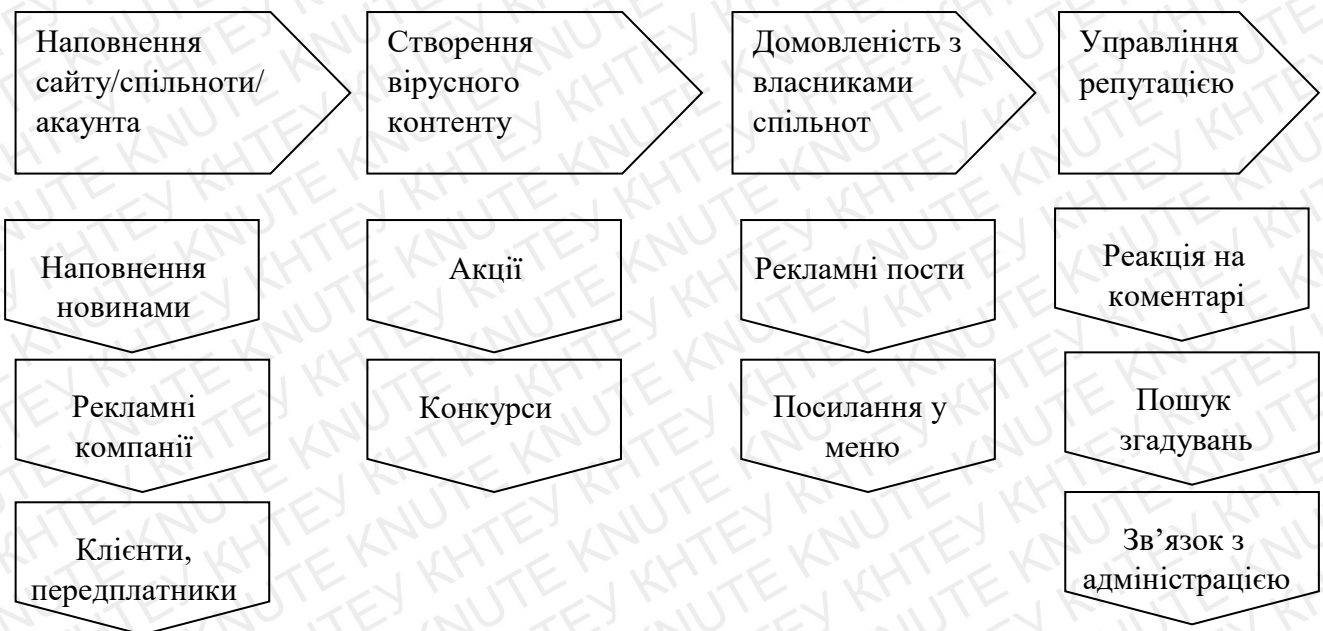 Наповнення
сайту/спільноти/
акаунта
Створення
вірусного
контенту
Домовленість з
власниками
спільнот
Управління
репутацією
Наповнення
новинами
Акції
Рекламні пости
Реакція на
коментарі
Рекламні
компанії
Конкурси
Посилання у
меню
Пошук
згадувань
Клієнти,
передплатники
Зв’язок з
адміністрацією